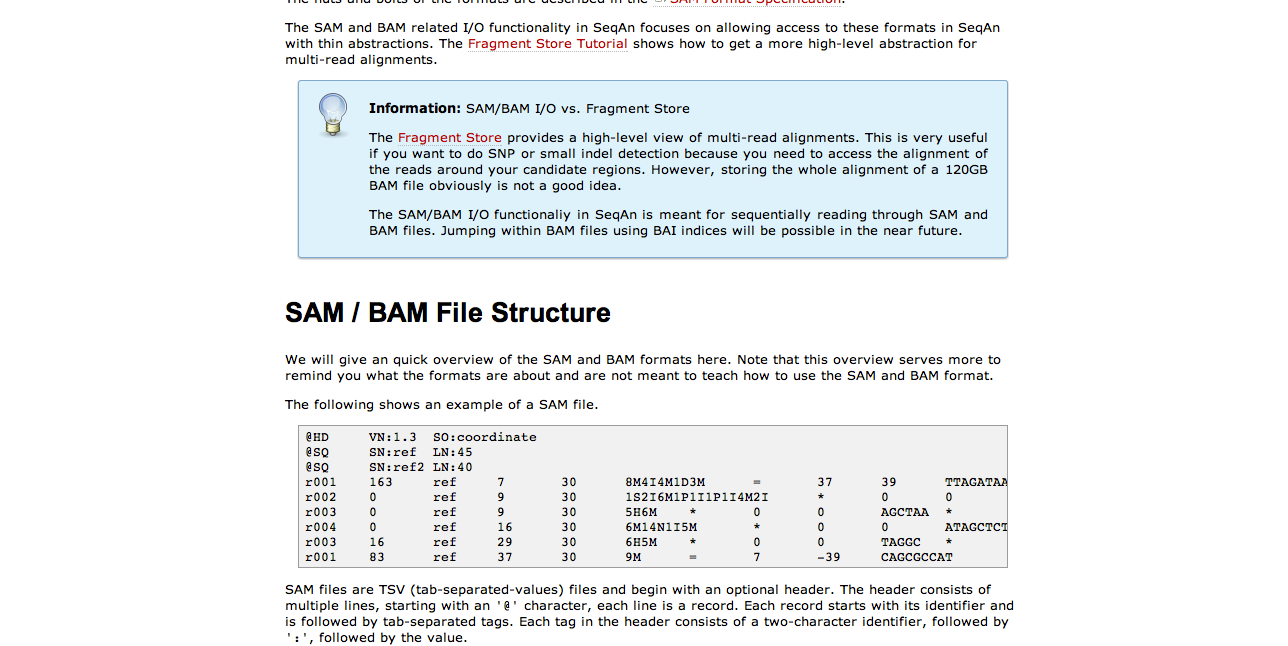 The nuts and bolts of the formats are described in the SAM Format Specification.
The SAM and BAM related I/O functionality in SeqAn focuses on allowing access to these formats in SeqAn
with thin abstractions. The Fragment Store Tutorial shows how to get a more high-level abstraction for
multi-read alignments.
Information: SAM/BAM I/O vs. Fragment Store
The Fragment Store provides a high-level view of multi-read alignments. This is very useful
if you want to do SNP or small indel detection because you need to access the alignment of
the reads around your candidate regions. However, storing the whole alignment of a 120GB
BAM file obviously is not a good idea.
The SAM/BAM I/O functionaliy in SeqAn is meant for sequentially reading through SAM and
BAM files. Jumping within BAM files using BAI indices will be possible in the near future.
SAM / BAM File Structure
We will give an quick overview of the SAM and BAM formats here. Note that this overview serves more to
remind you what the formats are about and are not meant to teach how to use the SAM and BAM format.
The following shows an example of a SAM file.
@HD	VN:1.3	SO:coordinate
@SQ	SN:ref	LN:45
@SQ	SN:ref2	LN:40
r001	163	ref	7	30	8M4I4M1D3M	=	37	39	TTAGATAA
r002	0	ref	9	30	1S2I6M1P1I1P1I4M2I	*	0	0
r003	0	ref	9	30	5H6M	*	0	0	AGCTAA	*
r004	0	ref	16	30	6M14N1I5M	*	0	0	ATAGCTCT
r003	16	ref	29	30	6H5M	*	0	0	TAGGC	*
r001	83	ref	37	30	9M	=	7	-39	CAGCGCCAT
SAM files are TSV (tab-separated-values) files and begin with an optional header. The header consists of
multiple lines, starting with an '@' character, each line is a record. Each record starts with its identifier and
is followed by tab-separated tags. Each tag in the header consists of a two-character identifier, followed by
':', followed by the value.